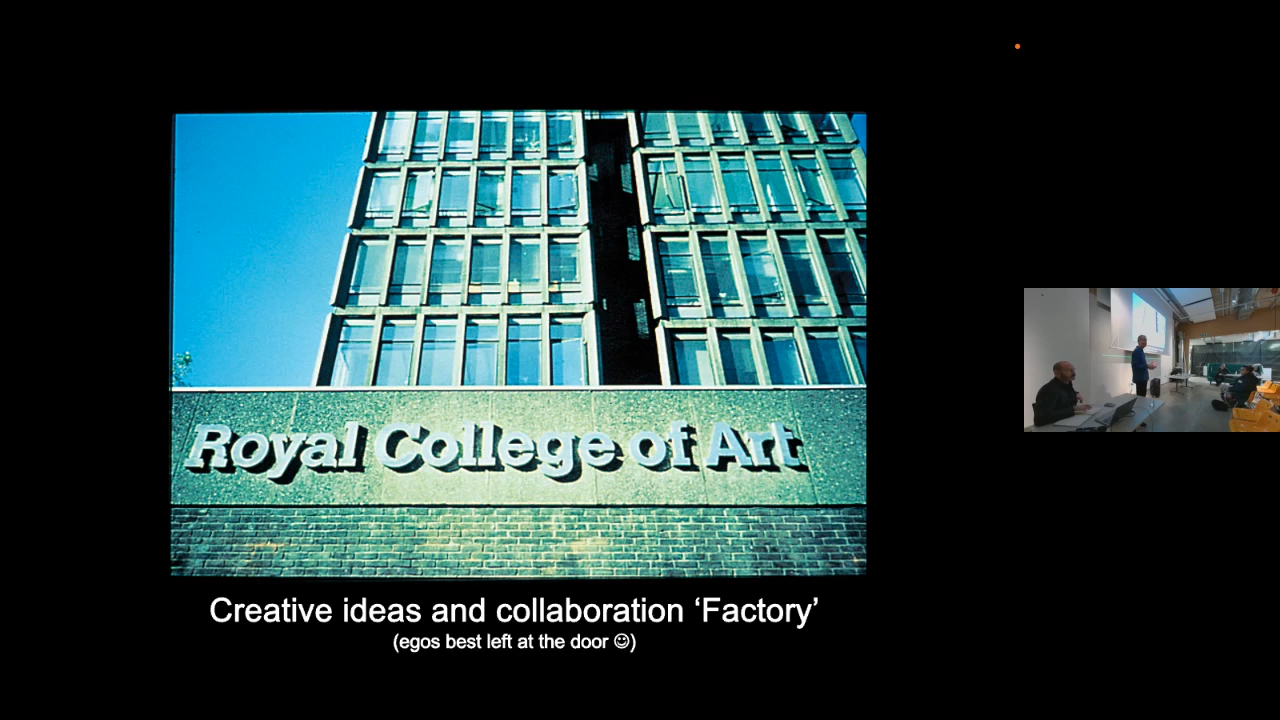 Royal College of Art
Creative ideas and collaboration ‘Factory’
(egos best left at the door ☺)